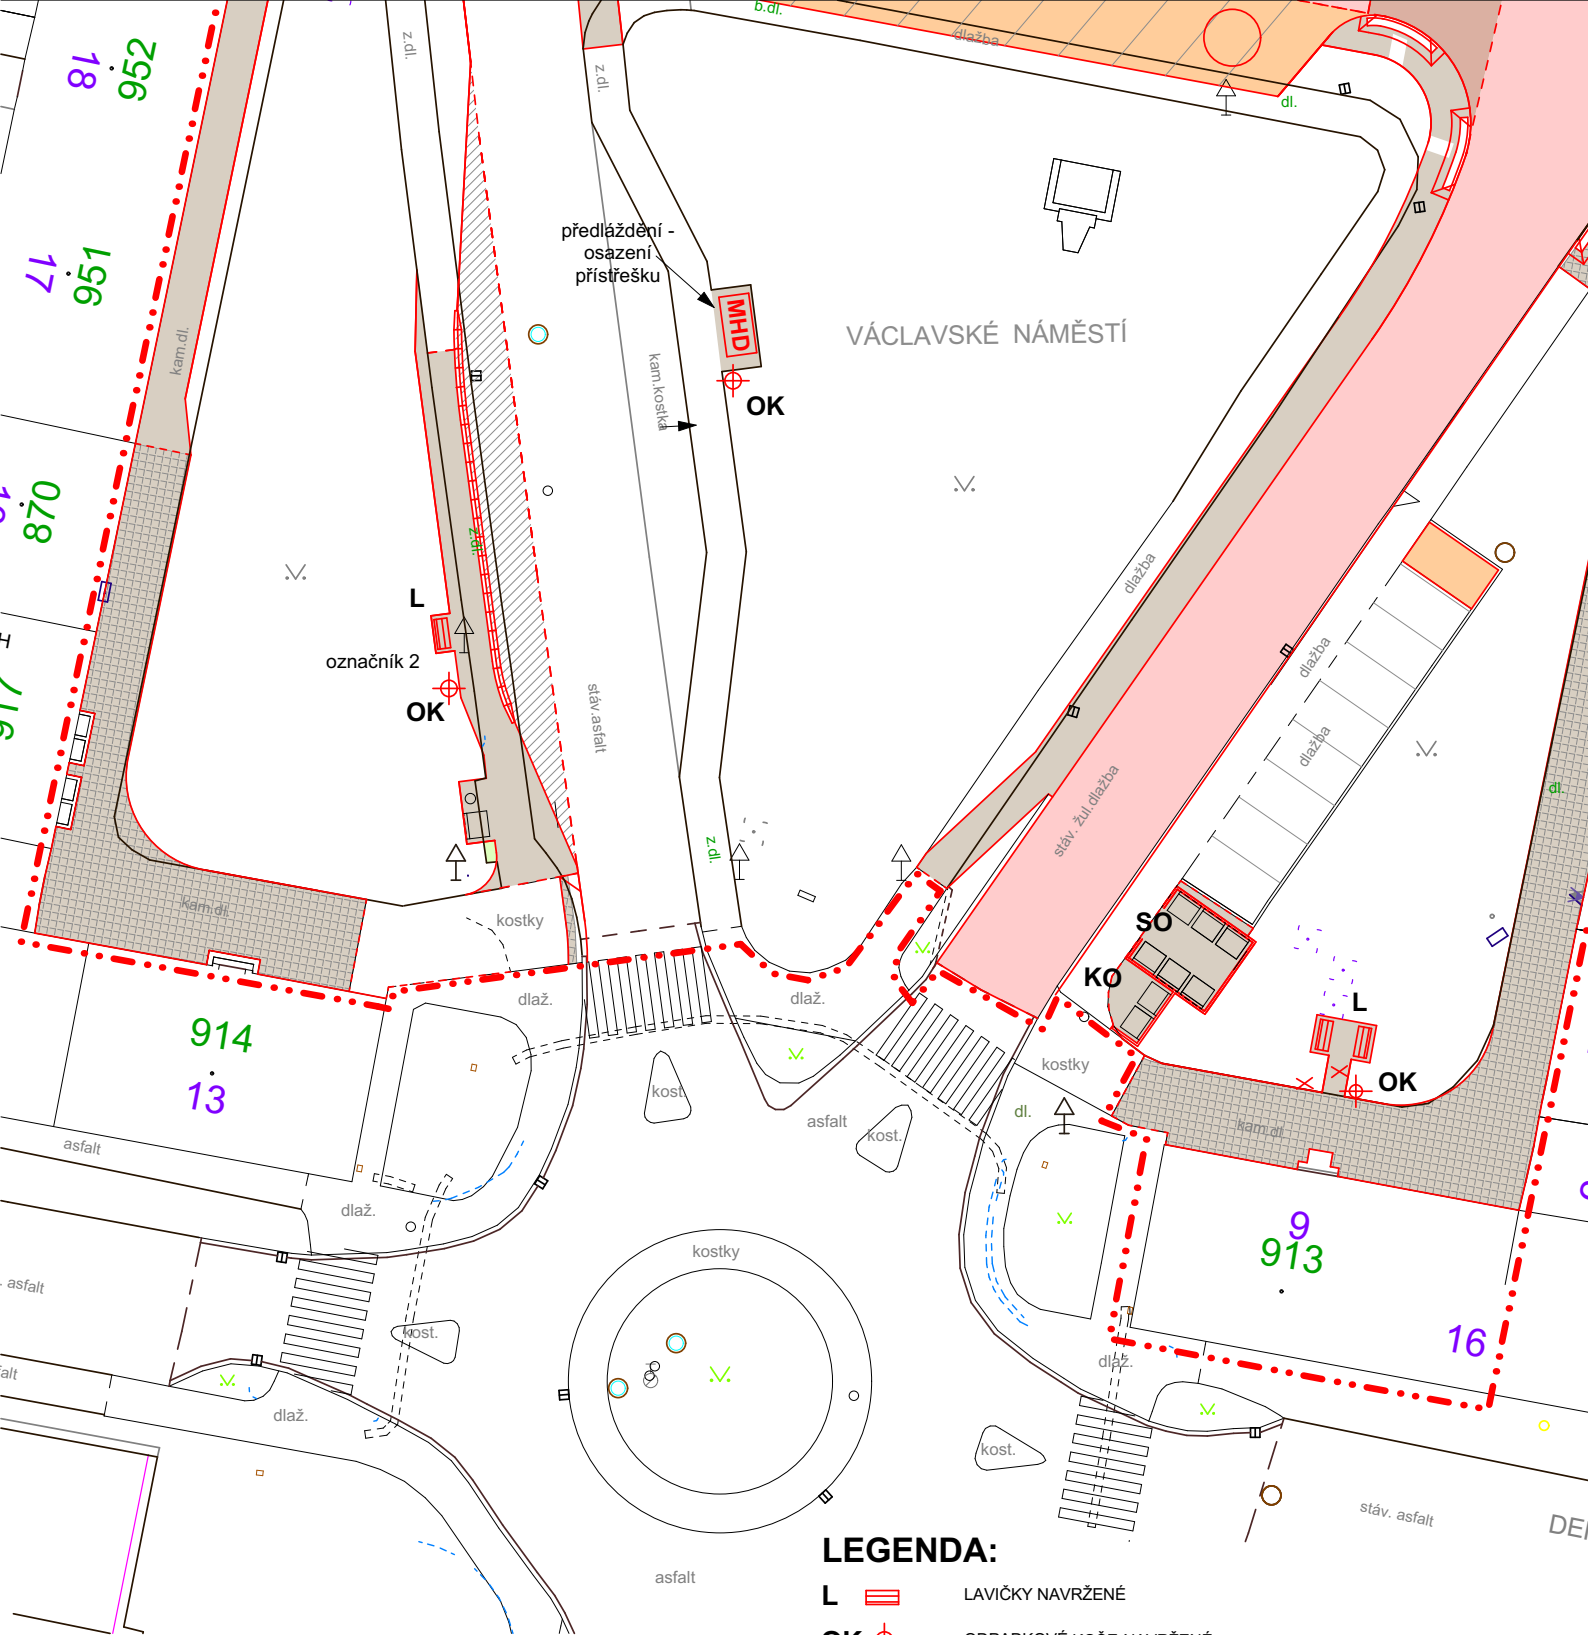 b.dl.
dlažba
z.dl.
z.dl.
dl.
18
952
17
951
kam.dl.
předláždění -
osazení
přístřešku
MHD
VÁCLAVSKÉ NÁMĚSTÍ
kam.kostka
OK
870
z.dl.
L
označník 2
OK
917
stáv.asfalt
dlažba
dlažba
dlažba
stáv. žul.dlažba
dl.
z.dl.
kam.dl.
kostky
SO
KO
L
OK
dlaž.
dlaž.
914
13
kost.
asfalt
kost.
kostky
dl.
kam.dl.
asfalt
dlaž.
kostky
9
913
16
asfalt
kost.
dlaž.
dlaž.
kost.
stáv. asfalt
asfalt
LEGENDA:
L LAVIČKY NAVRŽENÉ